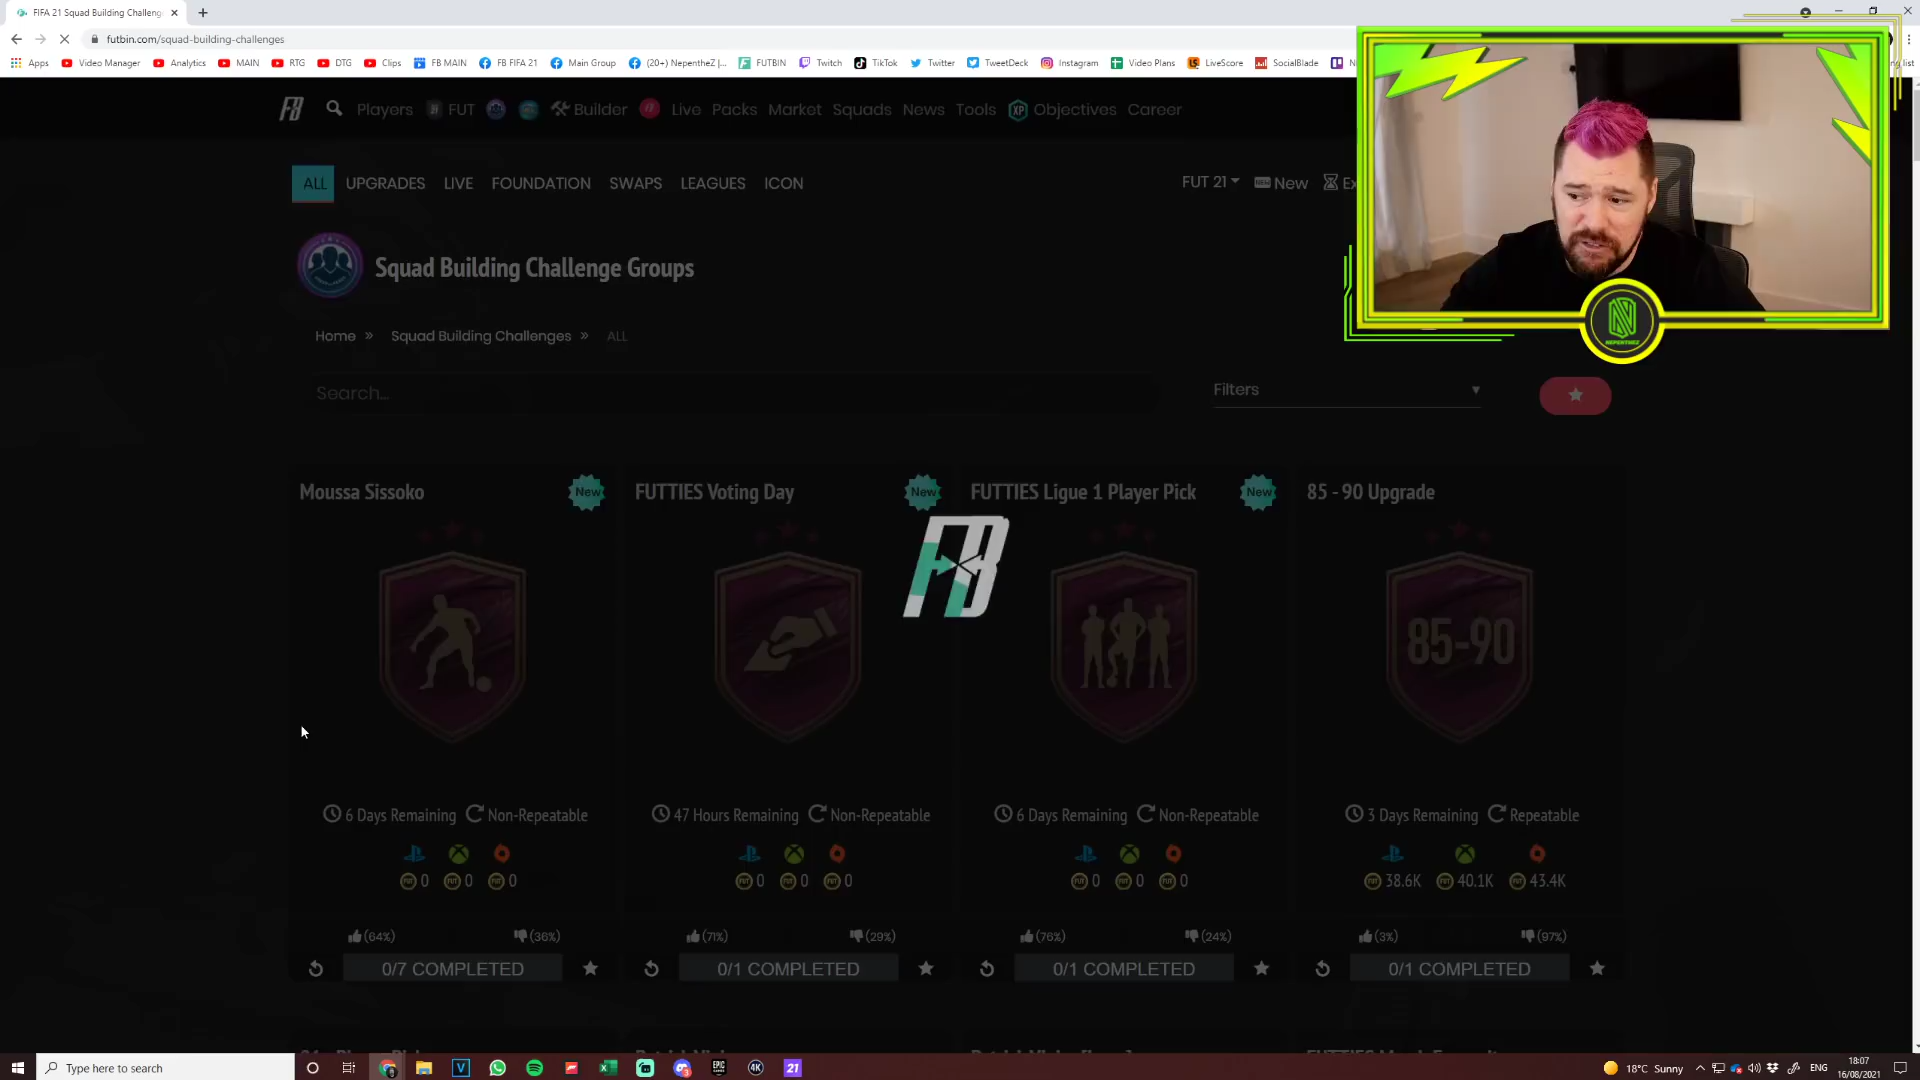 FIFA 21 Squad Building Challeng
futbin.com/squad-building-challenges
Apps Video Manager Analytics MAIN RTG DTG Clips FB MAIN FB FIFA 21 Main Group (20+) NepentheZ |... FUTBIN Twitch TikTok Twitter TweetDeck Instagram Video Plans LiveScore SocialBlade
Players FUT Builder Live Packs Market Squads News Tools XP Objectives Career
ALL UPGRADES LIVE FOUNDATION SWAPS LEAGUES ICON FUT 21 New Ex
Squad Building Challenge Groups
NEPENTHEZ
Home » Squad Building Challenges » ALL
Search... Filters
Moussa Sissoko New FUTTIES Voting Day New FUTTIES Ligue 1 Player Pick New 85 - 90 Upgrade
FB
85-90
6 Days Remaining Non-Repeatable 47 Hours Remaining Non-Repeatable 6 Days Remaining Non-Repeatable 3 Days Remaining Repeatable
0 0 0 0 0 0 0 0 0 38.6K 40.1K 43.4K
(64%) (36%) (71%) (29%) (76%) (24%) (3%) (97%)
0/7 COMPLETED 0/1 COMPLETED 0/1 COMPLETED 0/1 COMPLETED
Type here to search 21 18°C Sunny ENG 18:07
16/08/2021